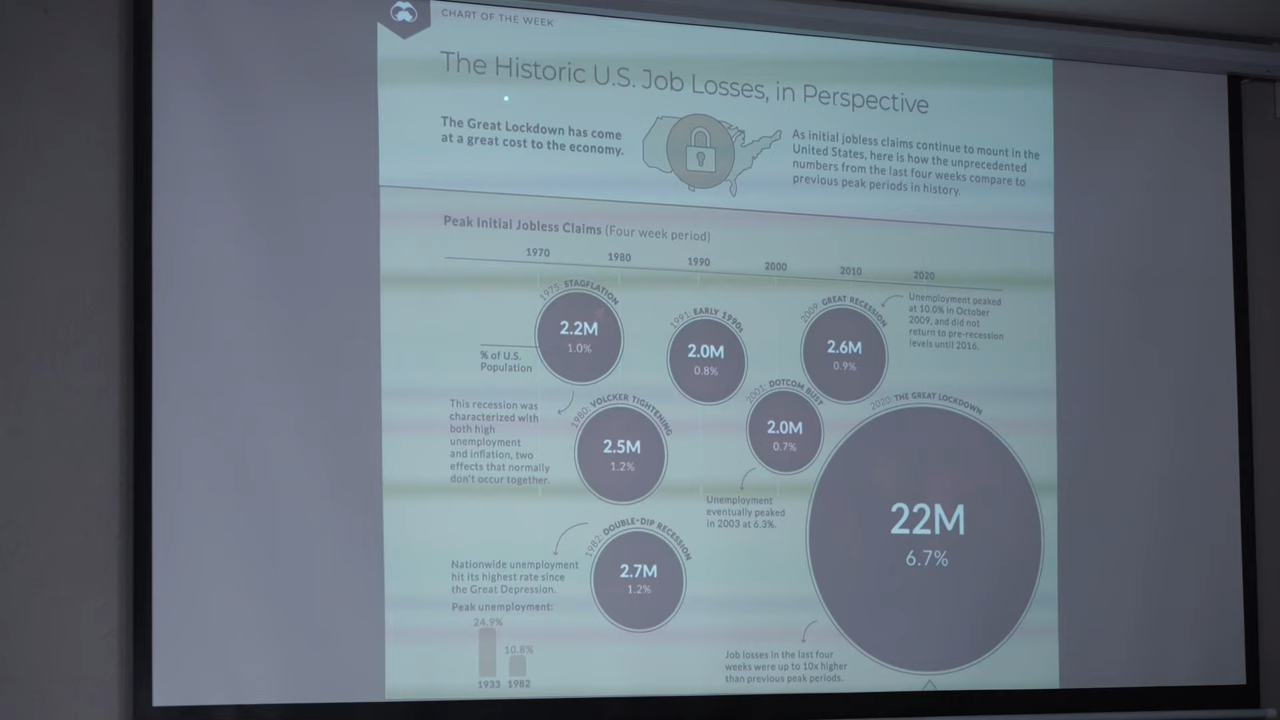 CHART OF THE WEEK
The Historic U.S. Job Losses, in Perspective
The Great Lockdown has come
at a great cost to the economy.
As initial jobless claims continue to mount in the
United States, here is how the unprecedented
numbers from the last four weeks compare to
previous peak periods in history.
Peak Initial Jobless Claims (Four week period)
1970
1980
1990
2000
2010
2020
1975: STAGFLATION
2.2M
1.0%
% of U.S.
Population
1991: EARLY 1990s
2.0M
0.8%
2009: GREAT RECESSION
2.6M
0.9%
Unemployment peaked
at 10.0% in October
2009, and did not
return to pre-recession
levels until 2016.
This recession was
characterized with
both high
unemployment
and inflation, two
effects that normally
don't occur together.
1980: VOLCKER TIGHTENING
2.5M
1.2%
2001: DOTCOM BUST
2.0M
0.7%
Unemployment
eventually peaked
in 2003 at 6.3%.
2020: THE GREAT LOCKDOWN
22M
6.7%
1982: DOUBLE-DIP RECESSION
2.7M
1.2%
Nationwide unemployment
hit its highest rate since
the Great Depression.
Peak unemployment:
24.9%
10.8%
1933 1982
Job losses in the last four
weeks were up to 10x higher
than previous peak periods.